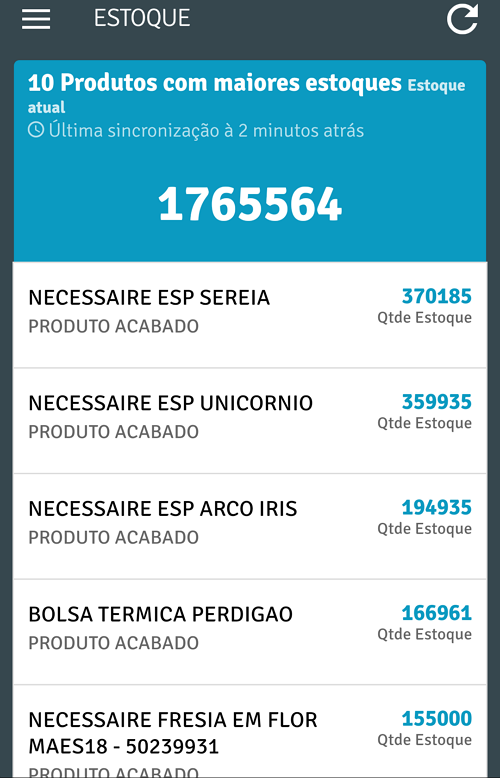 ESTOQUE
10 Produtos com maiores estoques Estoque
atual
Última sincronização à 2 minutos atrás
1765564
NECESSAIRE ESP SEREIA 370185
PRODUTO ACABADO Qtde Estoque
NECESSAIRE ESP UNICORNIO 359935
PRODUTO ACABADO Qtde Estoque
NECESSAIRE ESP ARCO IRIS 194935
PRODUTO ACABADO Qtde Estoque
BOLSA TERMICA PERDIGAO 166961
PRODUTO ACABADO Qtde Estoque
NECESSAIRE FRESIA EM FLOR 155000
MAES18 - 50239931 Qtde Estoque
PRODUTO ACABADO